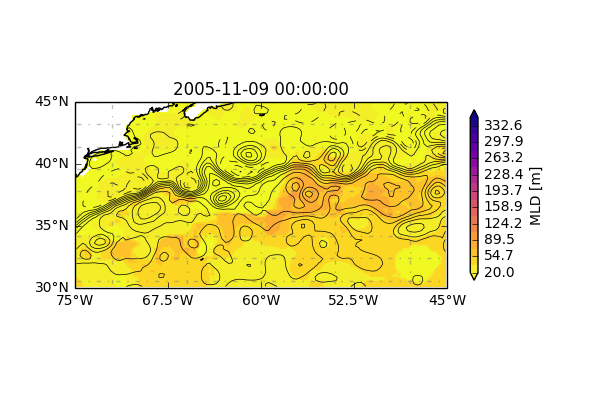 2005-11-09 00:00:00
45°N
40°N
35°N
30°N
75°W
67.5°W
60°W
52.5°W
45°W
332.6
297.9
263.2
228.4
193.7
158.9
124.2
89.5
54.7
20.0
MLD [m]